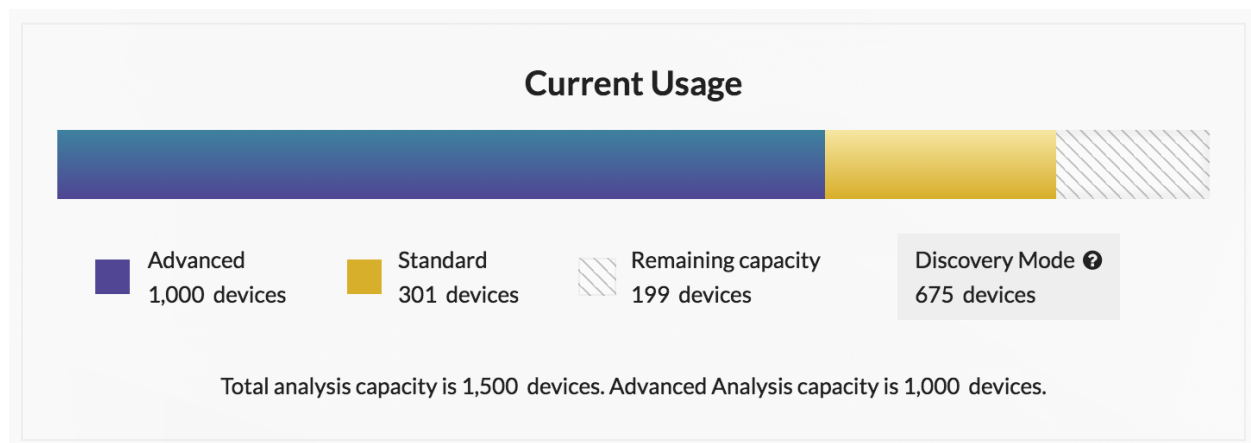 Current Usage
Advanced
1,000 devices
Standard
301 devices
Remaining capacity
199 devices
Discovery Mode ?
675 devices
Total analysis capacity is 1,500 devices. Advanced Analysis capacity is 1,000 devices.